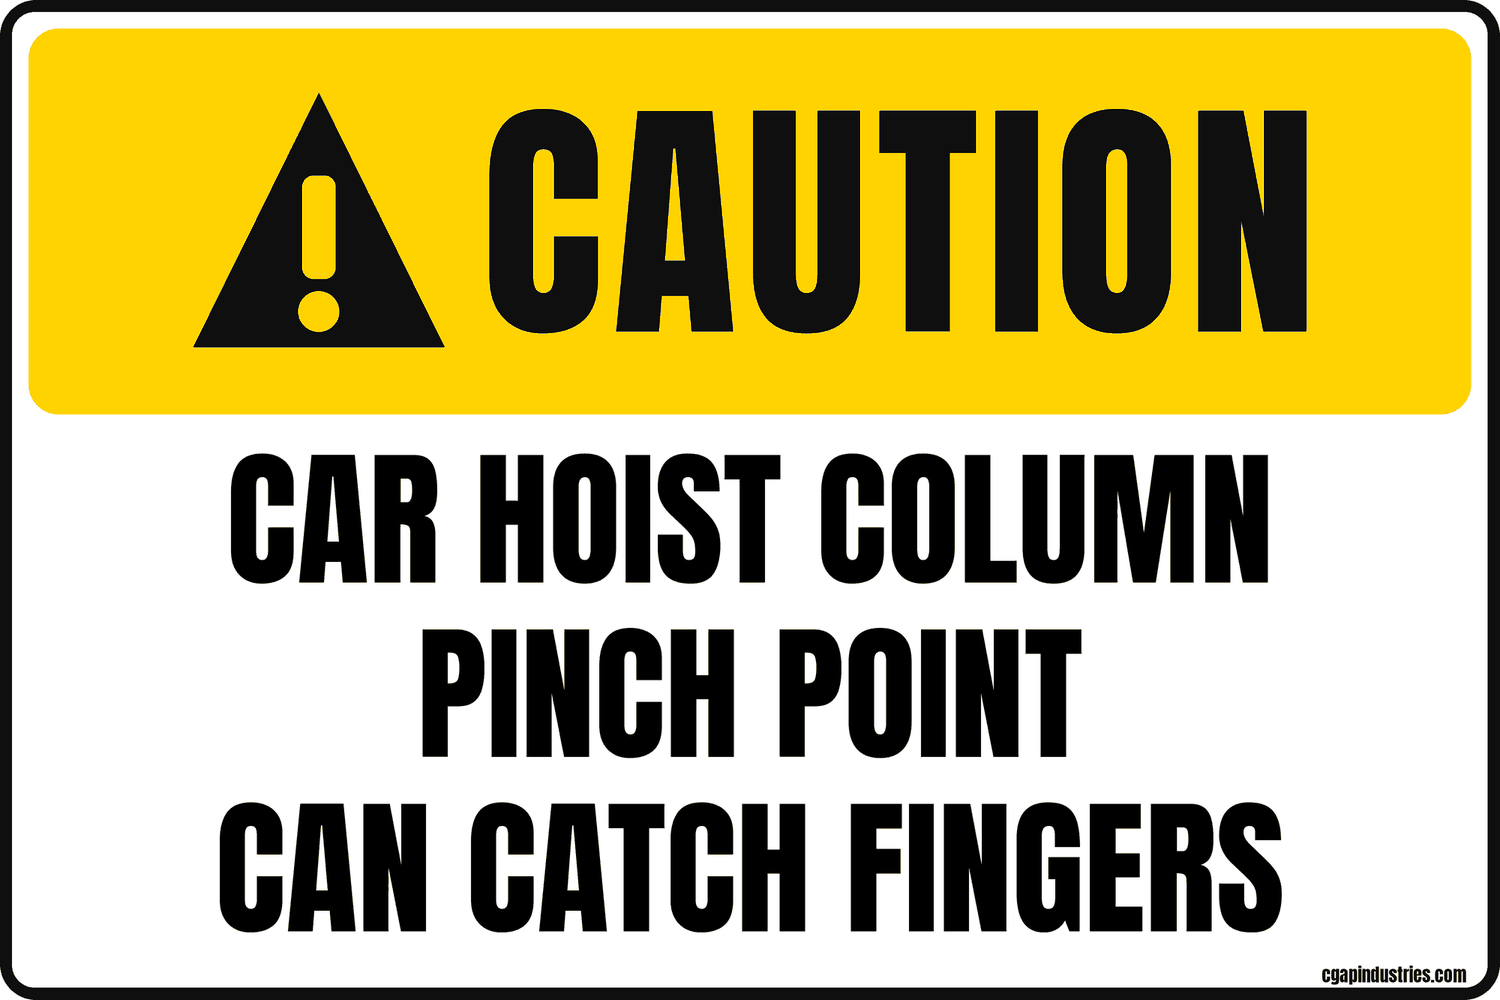 CAUTION
CAR HOIST COLUMN
PINCH POINT
CAN CATCH FINGERS
cgapindustries.com